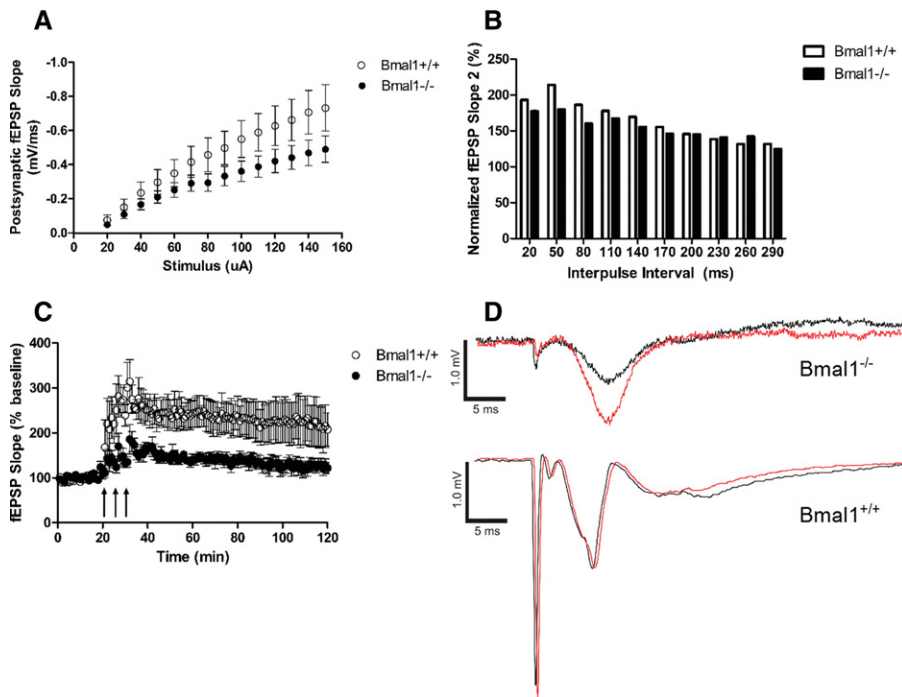 A
Postsynaptic fEPSP Slope
(mV/ms)
-1.0
-0.8
-0.6
-0.4
-0.2
0.0
0 20 40 60 80 100 120 140 160
Stimulus (uA)
Bmal1+/+
Bmal1-/-
B
Normalized fEPSP Slope 2 (%)
250
200
150
100
50
0
20 50 80 110 140 170 200 230 260 290
Interpulse Interval (ms)
Bmal1+/+
Bmal1-/-
C
fEPSP Slope (% baseline)
400
300
200
100
0
0 20 40 60 80 100 120
Time (min)
Bmal1+/+
Bmal1-/-
D
1.0 mV
5 ms
Bmal1-/-
1.0 mV
5 ms
Bmal1+/+